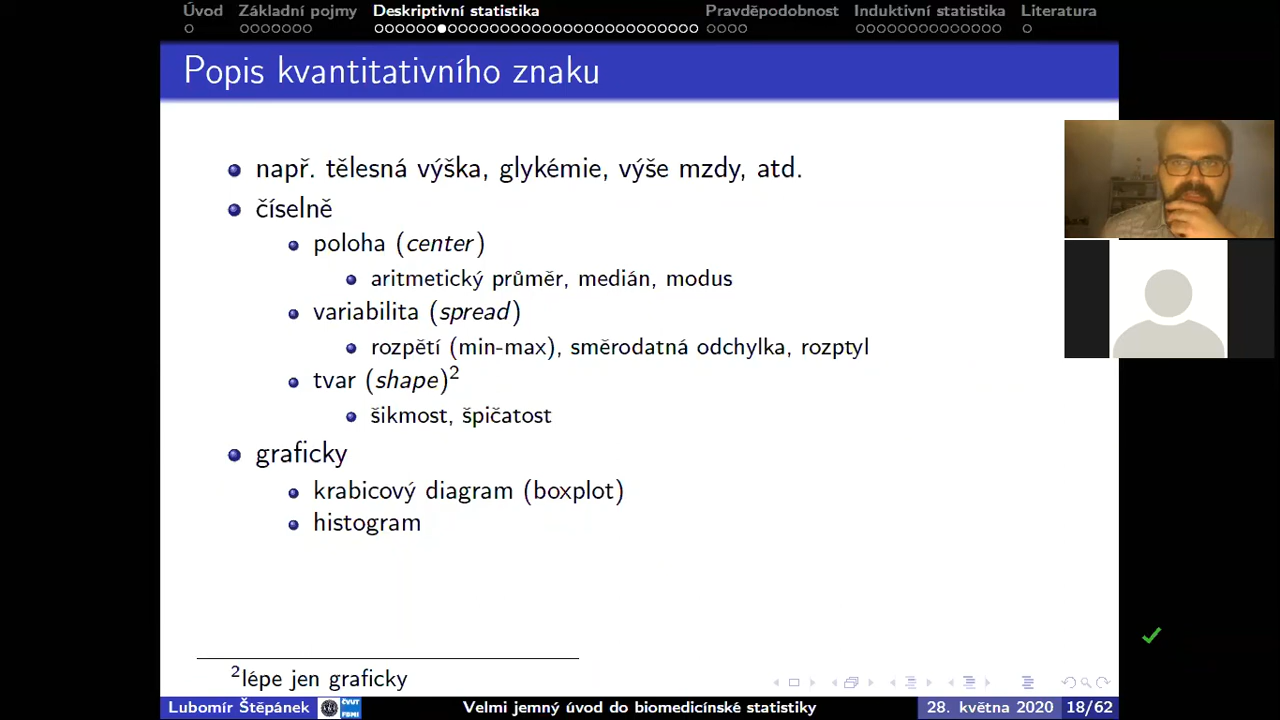 Úvod Základní pojmy Deskriptivní statistika Pravděpodobnost Induktivní statistika Literatura
Popis kvantitativního znaku
např. tělesná výška, glykémie, výše mzdy, atd.
číselně
poloha (center)
aritmetický průměr, medián, modus
variabilita (spread)
rozpětí (min-max), směrodatná odchylka, rozptyl
tvar (shape)2
šikmost, špičatost
graficky
krabicový diagram (boxplot)
histogram
2lépe jen graficky
Lubomír Štěpánek ČVUT FBMI Velmi jemný úvod do biomedicínské statistiky 28. května 2020 18/62